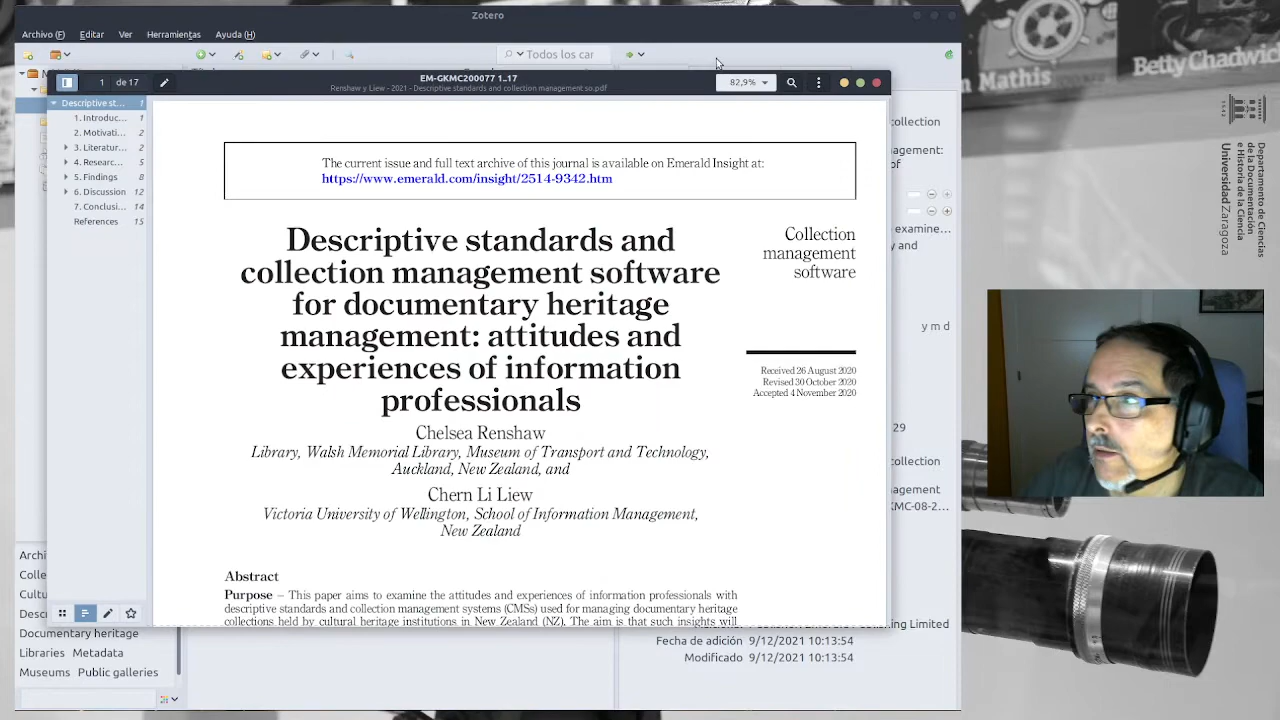 Zotero
Archivo (F) Editar Ver Herramientas Ayuda (H)
Todos los car
EM-GKMC200077 1..17
Renshaw y Liew - 2021 - Descriptive standards and collection management so.pdf
1 de 17
82,9%
Descriptive st... 1
1. Introduc... 1
2. Motivati... 2
3. Literatur... 2
4. Researc... 5
5. Findings 8
6. Discussion 12
7. Conclusi... 14
References
The current issue and full text archive of this journal is available on Emerald Insight at:
https://www.emerald.com/insight/2514-9342.htm
Descriptive standards and
collection management software
for documentary heritage
management: attitudes and
experiences of information
professionals
Collection
management
software
Received 26 August 2020
Revised 30 October 2020
Accepted 4 November 2020
Chelsea Renshaw
Library, Walsh Memorial Library, Museum of Transport and Technology,
Auckland, New Zealand, and
Chern Li Liew
Victoria University of Wellington, School of Information Management,
New Zealand
Abstract
Purpose – This paper aims to examine the attitudes and experiences of information professionals with
descriptive standards and collection management systems (CMSs) used for managing documentary heritage
collections held by cultural heritage institutions in New Zealand (NZ). The aim is that such insights will
ollection
nagement:
of
examine...
y and
y m d
29
ollection
nagement
KMC-08-2...
Archi
Colle
Cultu
Desc
Documentary heritage
Libraries Metadata
Museums Public galleries
Limited
Fecha de adición 9/12/2021 10:13:54
Modificado 9/12/2021 10:13:54
n Mathis
Betty Chadwic
1542
Departamento de Ciencias
de la Documentación
e Historia de la Ciencia
Universidad Zaragoza